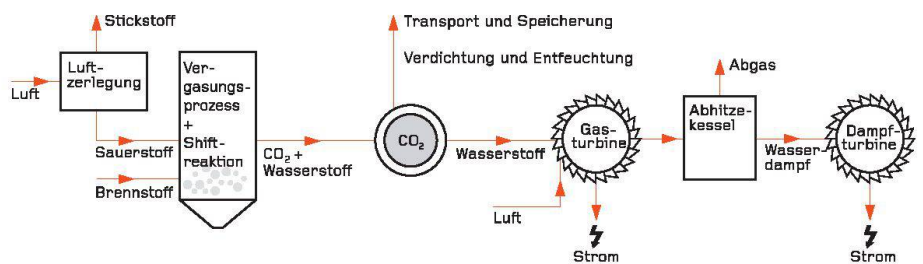 Stickstoff
Luft-
zerlegung
Luft
Sauerstoff
Brennstoff
Ver-
gasungs-
prozess
+
Shift-
reaktion
CO₂ +
Wasserstoff
Transport und Speicherung
Verdichtung und Entfeuchtung
CO₂
Wasserstoff
Luft
Gas-
turbine
Strom
Abgas
Abhitze-
kessel
Wasser-
dampf
Dampf-
turbine
Strom